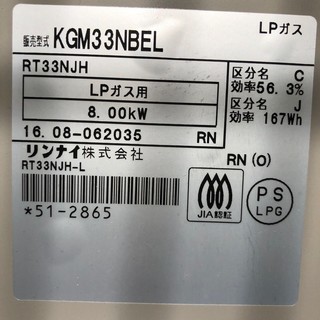 販売型式 KGM33NBEL LPガス
RT33NJH
LPガス用
8.00kW
区分名 C
効率56.3%
区分名 J
効率 167Wh
16.08-062035 RN
リンナイ株式会社 RN (O)
RT33NJH-L
*51-2865
JIA認証
PS
LPG